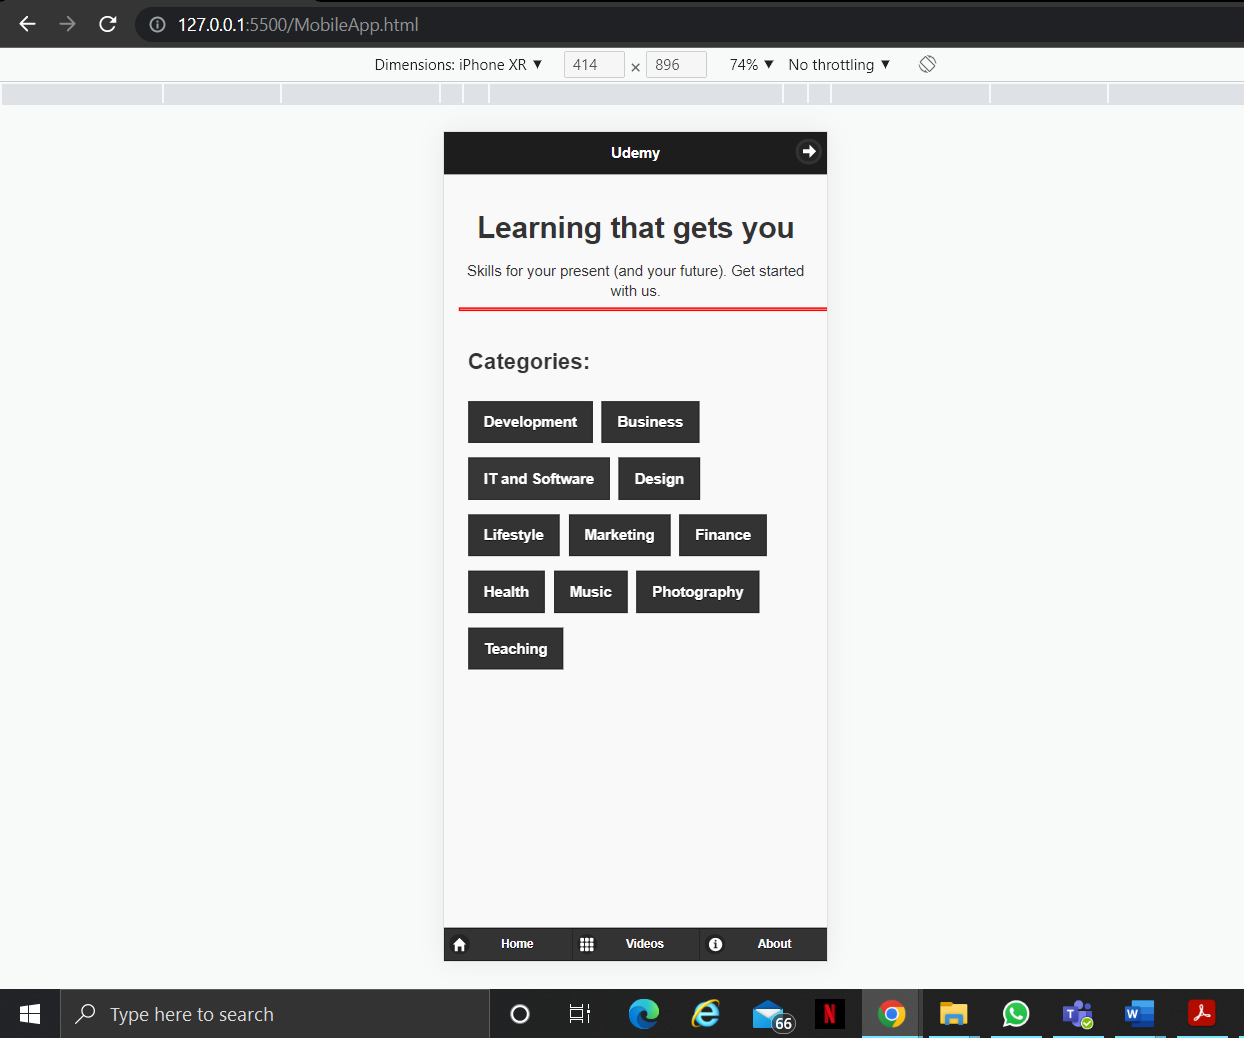 127.0.0.1:5500/MobileApp.html
Dimensions: iPhone XR ▼ 414 × 896 74% ▼ No throttling ▼
Udemy
Learning that gets you
Skills for your present (and your future). Get started
with us.
Categories:
Development Business
IT and Software Design
Lifestyle Marketing Finance
Health Music Photography
Teaching
Home Videos About
Type here to search 66